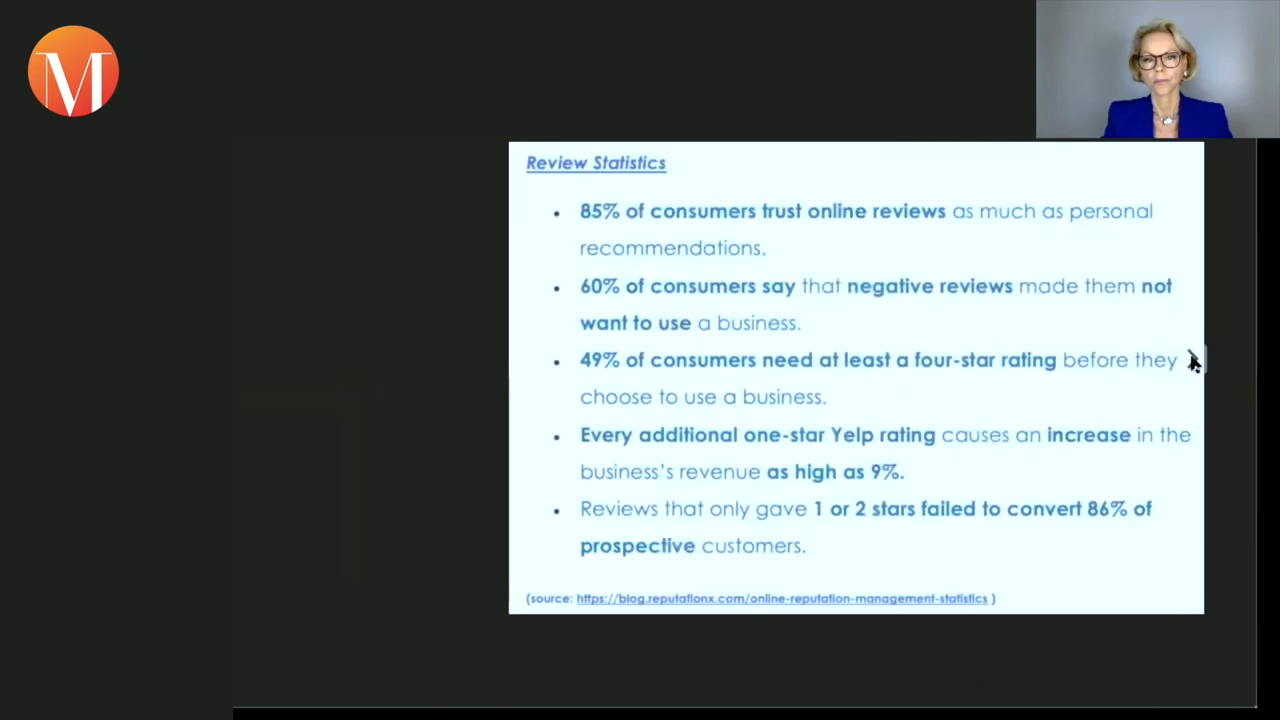 M
Review Statistics
• 85% of consumers trust online reviews as much as personal
recommendations.
• 60% of consumers say that negative reviews made them not
want to use a business.
• 49% of consumers need at least a four-star rating before they
choose to use a business.
• Every additional one-star Yelp rating causes an increase in the
business's revenue as high as 9%.
• Reviews that only gave 1 or 2 stars failed to convert 86% of
prospective customers.
(source: https://blog.reputationx.com/online-reputation-management-statistics )